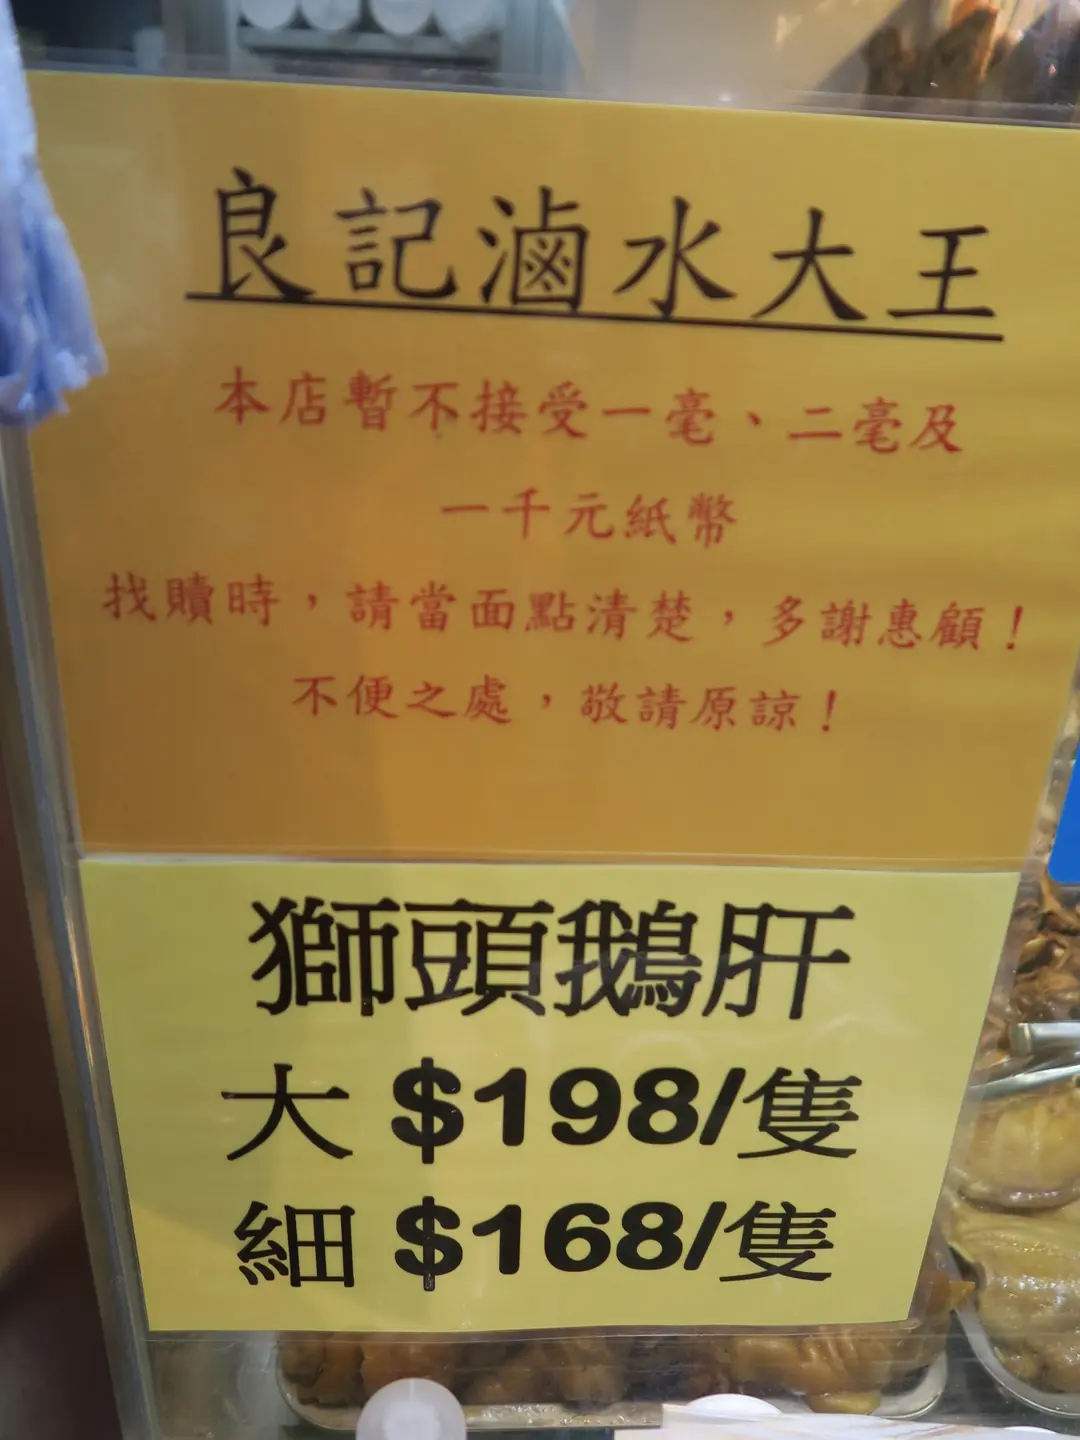 良記滷水大王
本店暫不接受一毫、二毫及
一千元紙幣
找贖時，請當面點清楚，多謝惠顧！
不便之處，敬請原諒！
獅頭鵝肝
大 $198/隻
細 $168/隻